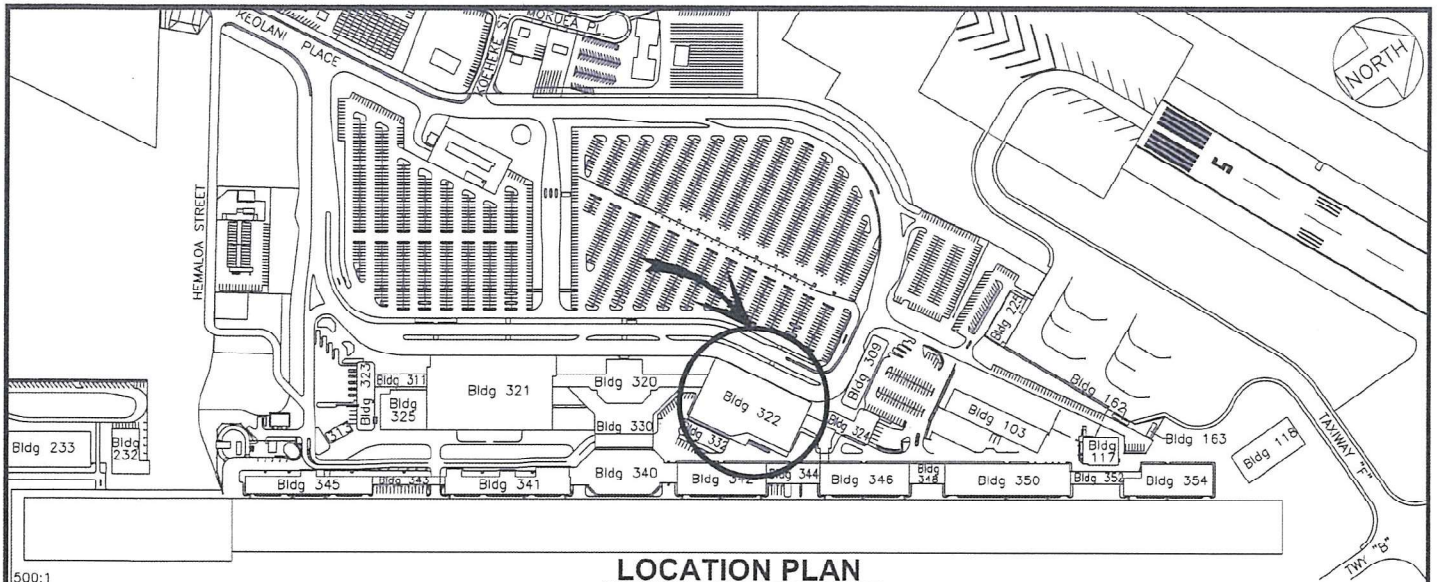 KEOLANI PLACE
KOEHEKE ST
MOKUEA PL
NORTH
5
HEMALOA STREET
Bldg 225
Bldg 309
Bldg 162
Bldg 163
TAXIWAY "F"
Bldg 118
Bldg 323
Bldg 311
Bldg 325
313
Bldg 321
Bldg 320
Bldg 330
Bldg 322
Bldg 324
Bldg 103
Bldg 117
Bldg 233
Bldg 232
Bldg 345
Bldg 343
Bldg 341
Bldg 340
Bldg 342
Bldg 344
Bldg 346
Bldg 348
Bldg 350
Bldg 352
Bldg 354
TWY "B"
500:1
LOCATION PLAN